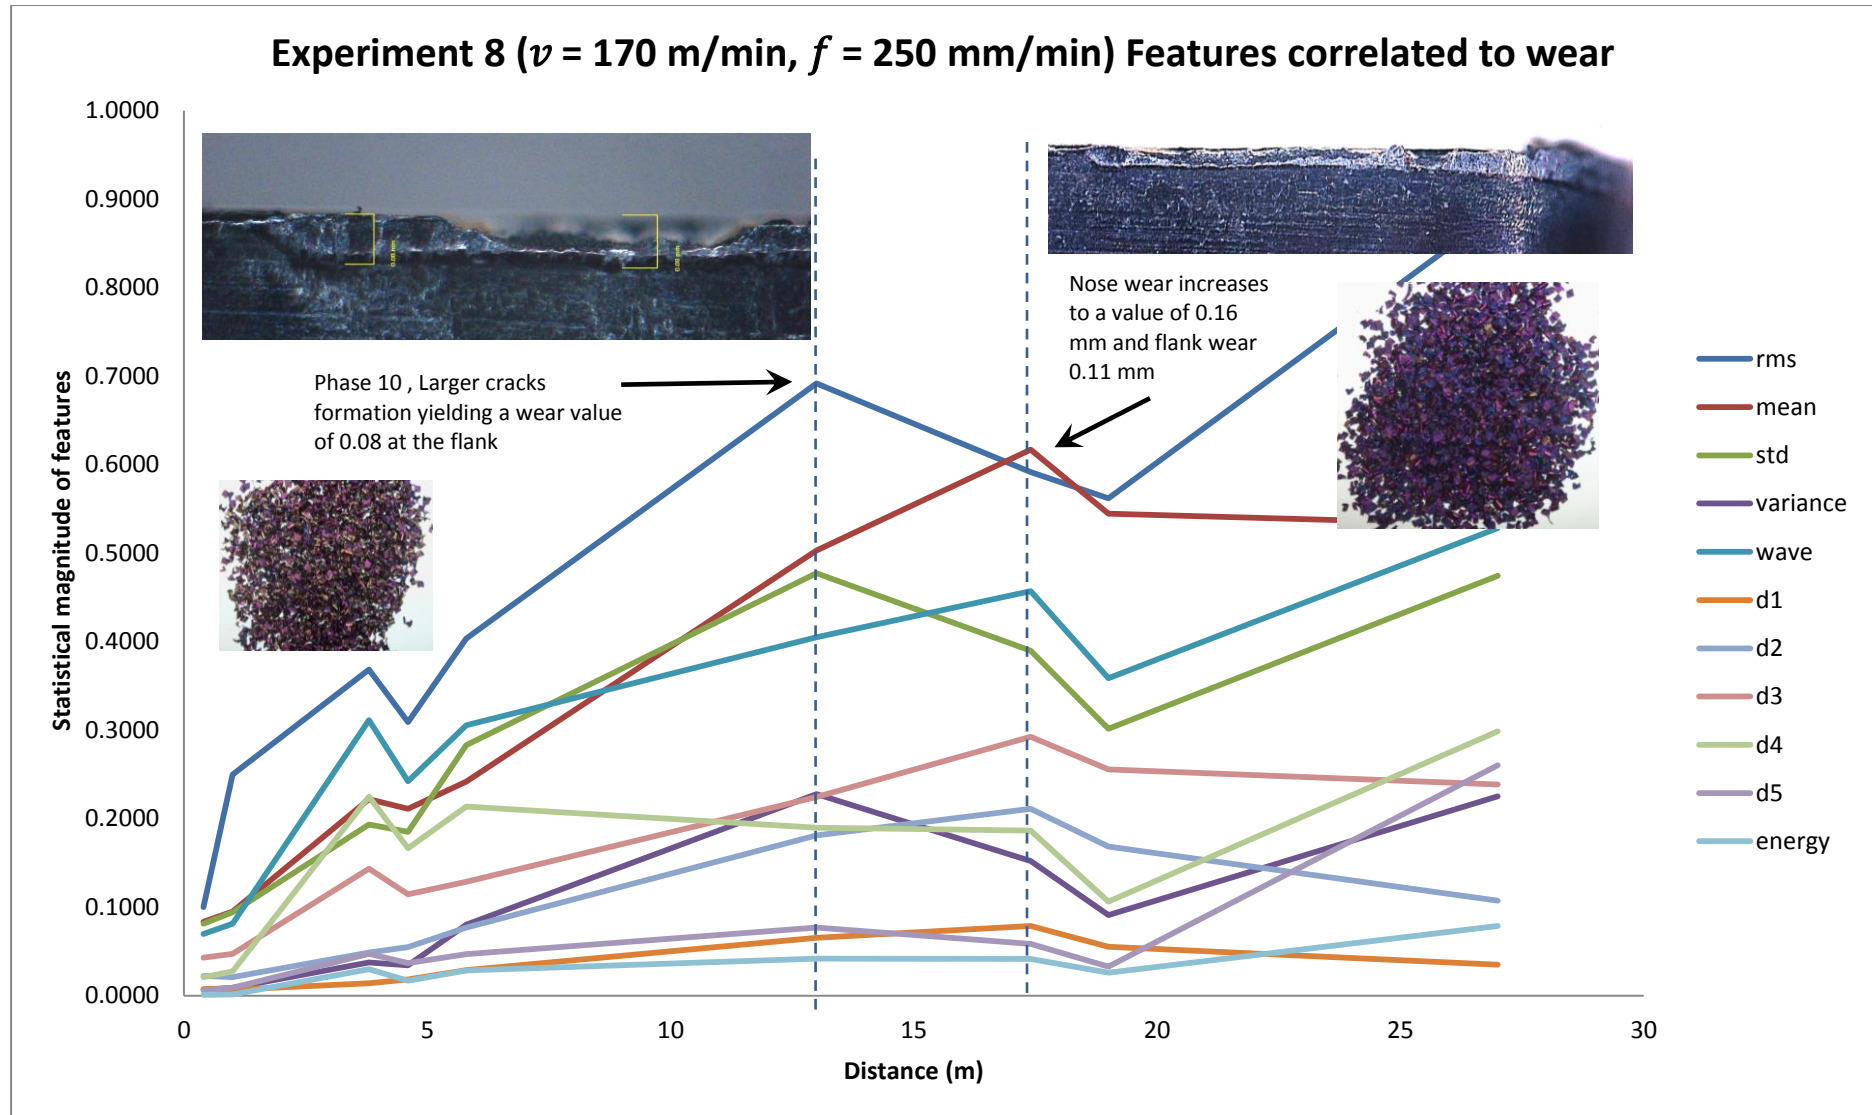 Experiment 8 (𝑣 = 170 m/min, 𝑓 = 250 mm/min) Features correlated to wear
1.0000
0.9000
0.8000
0.7000
0.6000
0.5000
0.4000
0.3000
0.2000
0.1000
0.0000
Statistical magnitude of features
Phase 10 , Larger cracks
formation yielding a wear value
of 0.08 at the flank
Nose wear increases
to a value of 0.16
mm and flank wear
0.11 mm
rms
mean
std
variance
wave
d1
d2
d3
d4
d5
energy
0
5
10
15
20
25
30
Distance (m)